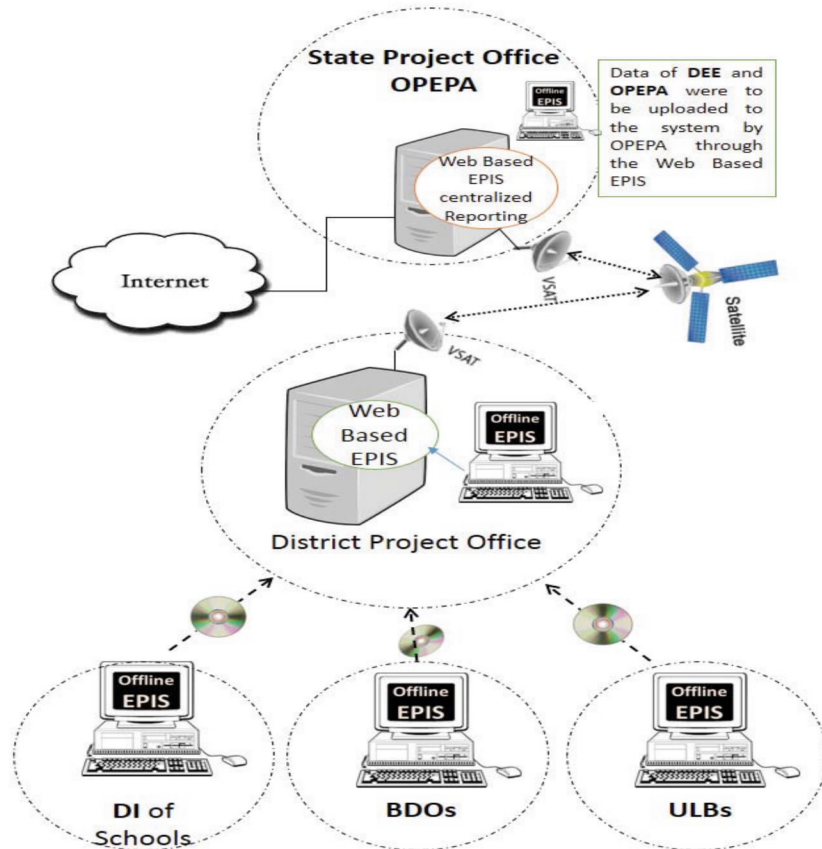 State Project Office
OPEPA
Offline
EPIS
Data of DEE and
OPEPA were to
be uploaded to
the system by
OPEPA through
the Web Based
EPIS
Web Based
EPIS
centralized
Reporting
Internet
VSAT
Satellite
VSAT
Web
Based
EPIS
Offline
EPIS
District Project Office
Offline
EPIS
Offline
EPIS
Offline
EPIS
DI of
Schools
BDOs
ULBs